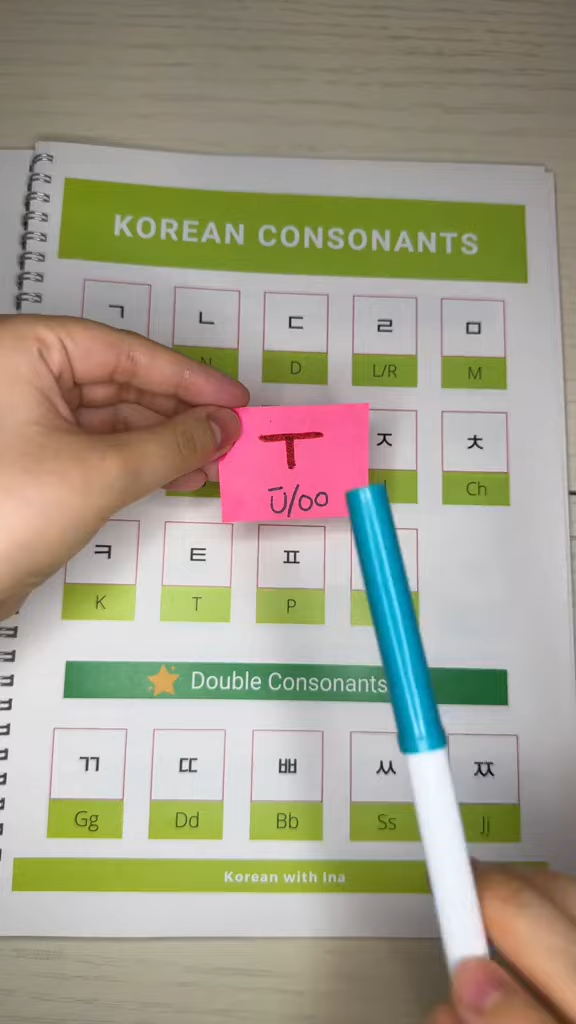 KOREAN CONSONANTS
ㄱ ㄴ ㄷ ㄹ ㅁ
N D L/R M
ㅜ
ū/oo
ㅈ ㅊ
Ch
ㅋ ㅌ ㅍ
K T P
Double Consonants
ㄲ ㄸ ㅃ ㅆ ㅉ
Gg Dd Bb Ss Jj
Korean with Ina